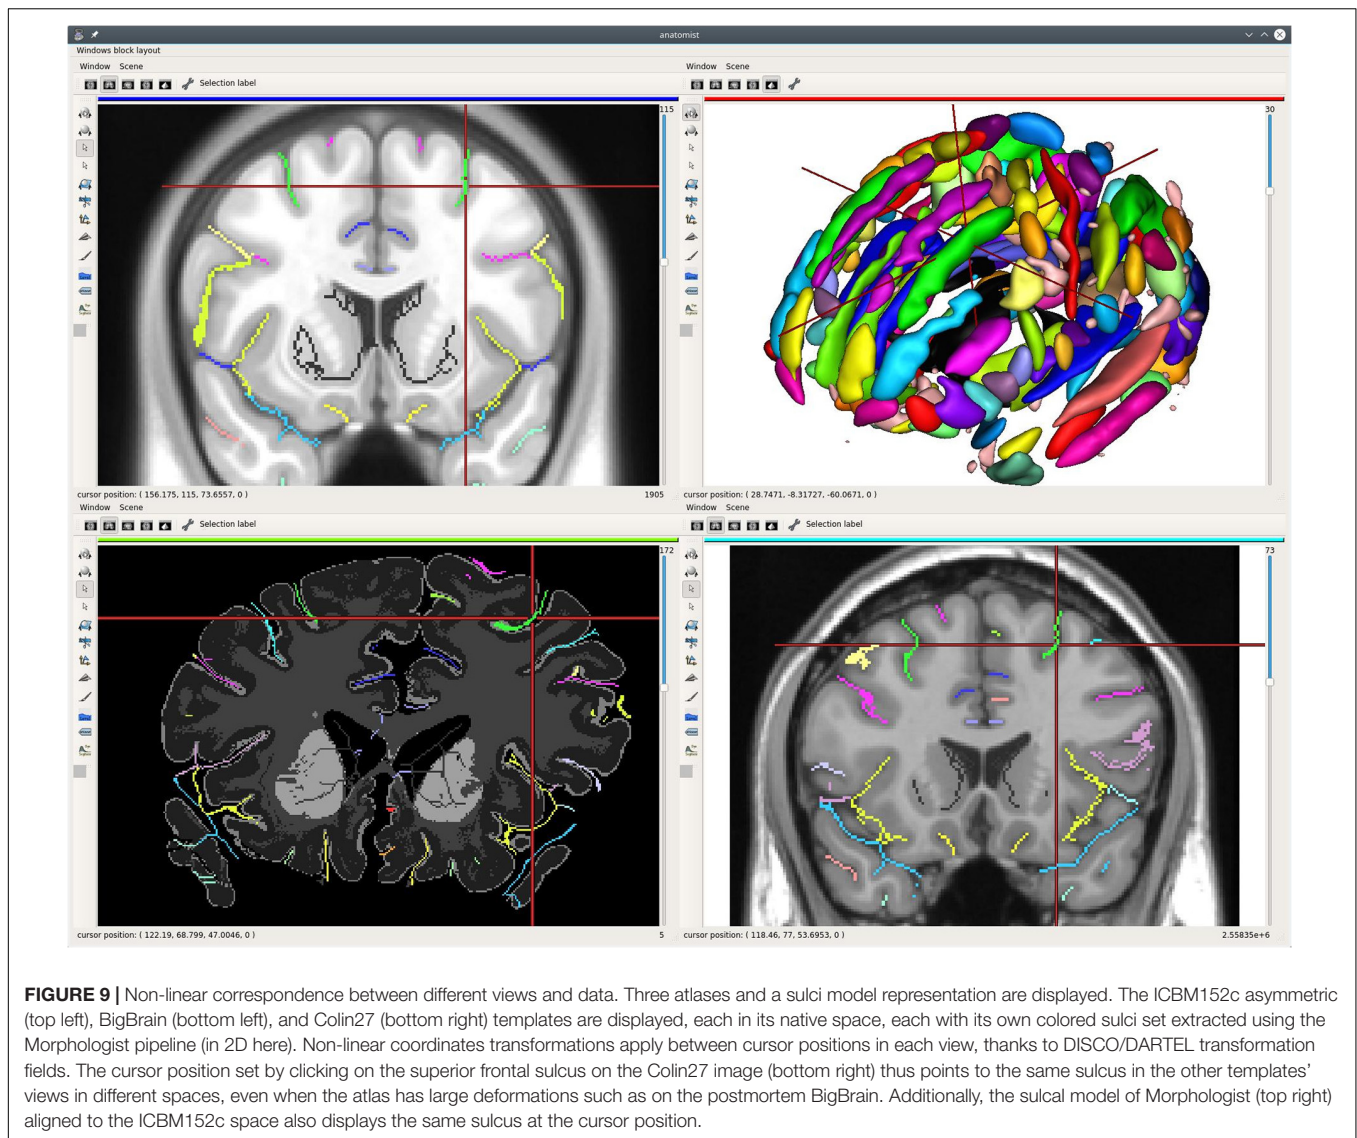 anatomist
Windows block layout
Window Scene
Selection label
115
cursor position: ( 156.175, 115, 73.6557, 0 )
1905
Window Scene
30
cursor position: ( 28.7471, -8.31727, -60.0671, 0 )
Window Scene
Selection label
172
cursor position: ( 122.19, 68.799, 47.0046, 0 )
5
Window Scene
Selection label
73
cursor position: ( 118.46, 77, 53.6953, 0 )
2.55835e+6
FIGURE 9 | Non-linear correspondence between different views and data. Three atlases and a sulci model representation are displayed. The ICBM152c asymmetric
(top left), BigBrain (bottom left), and Colin27 (bottom right) templates are displayed, each in its native space, each with its own colored sulci set extracted using the
Morphologist pipeline (in 2D here). Non-linear coordinates transformations apply between cursor positions in each view, thanks to DISCO/DARTEL transformation
fields. The cursor position set by clicking on the superior frontal sulcus on the Colin27 image (bottom right) thus points to the same sulcus in the other templates'
views in different spaces, even when the atlas has large deformations such as on the postmortem BigBrain. Additionally, the sulcal model of Morphologist (top right)
aligned to the ICBM152c space also displays the same sulcus at the cursor position.